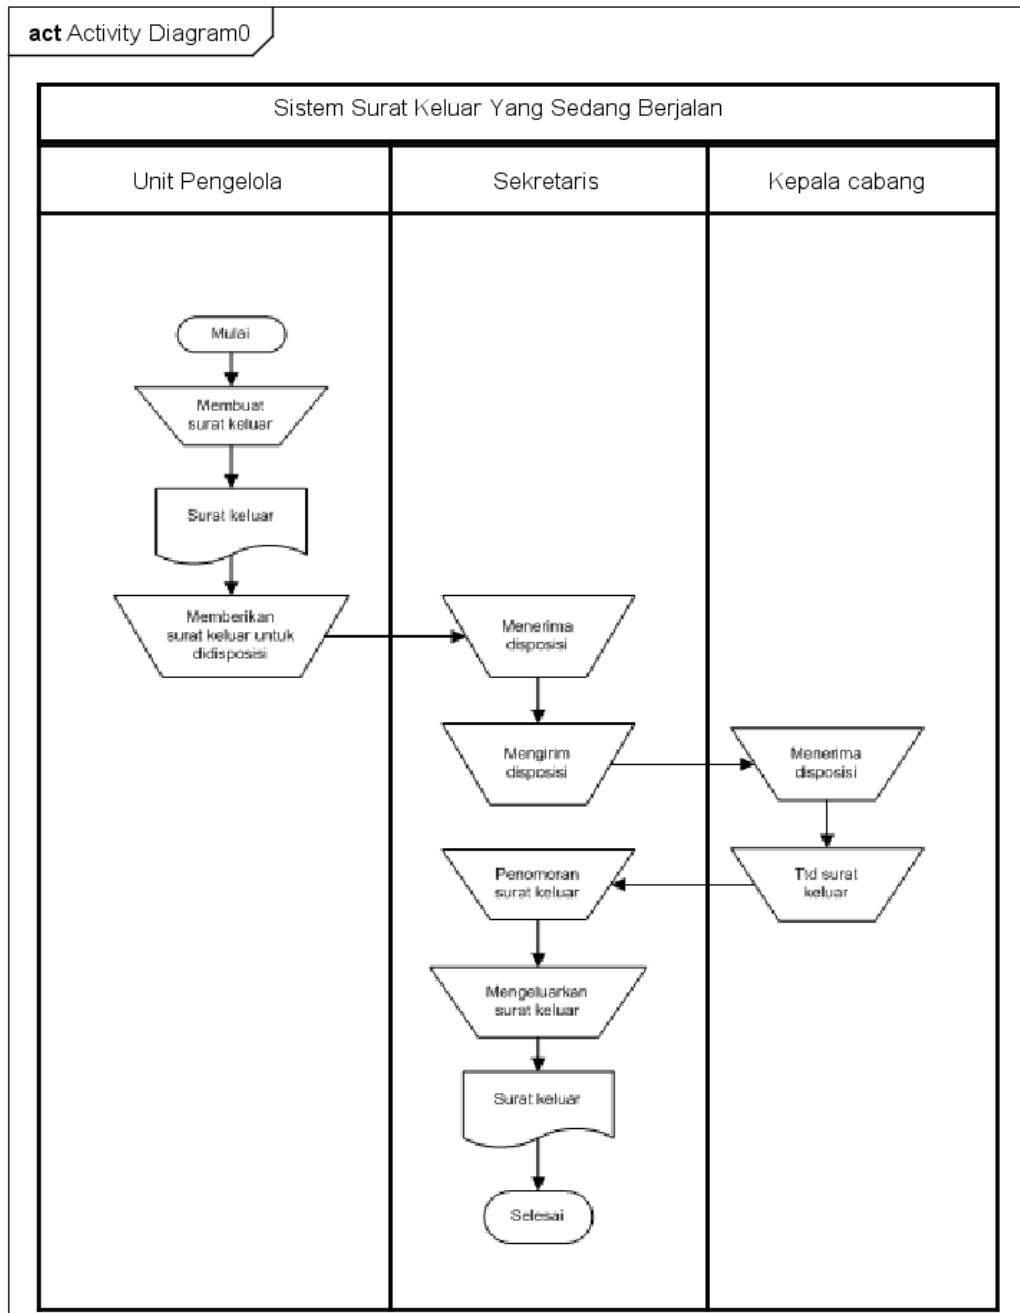 act Activity Diagram0
Sistem Surat Keluar Yang Sedang Berjalan
Unit Pengelola
Sekretaris
Kepala cabang
Mulai
Membuat
surat keluar
Surat keluar
Memberikan
surat keluar untuk
didisposisi
Menerima
disposisi
Mengirim
disposisi
Menerima
disposisi
Ttd surat
keluar
Penomoran
surat keluar
Mengeluarkan
surat keluar
Surat keluar
Selesai